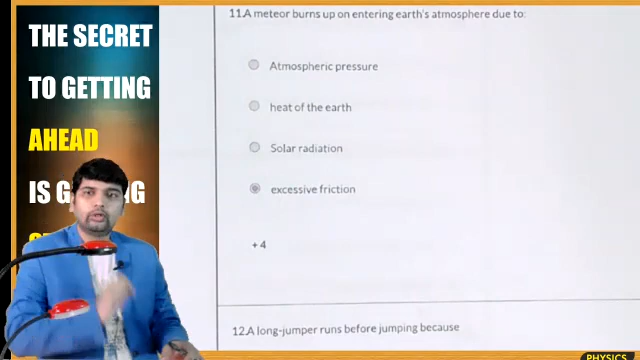 THE SECRET
TO GETTING
AHEAD
11.A meteor burns up on entering earth's atmosphere due to:
Atmospheric pressure
heat of the earth
Solar radiation
excessive friction
+4
12.A long-jumper runs before jumping because
PHYSICS